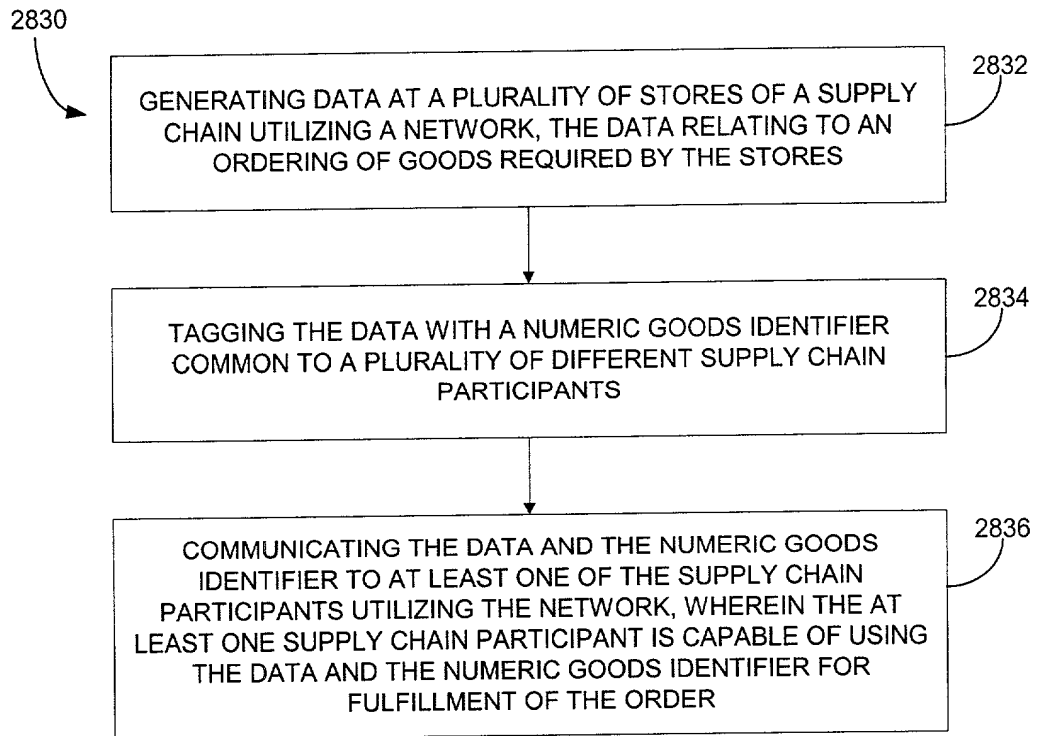 2830
2832
GENERATING DATA AT A PLURALITY OF STORES OF A SUPPLY
CHAIN UTILIZING A NETWORK, THE DATA RELATING TO AN
ORDERING OF GOODS REQUIRED BY THE STORES
2834
TAGGING THE DATA WITH A NUMERIC GOODS IDENTIFIER
COMMON TO A PLURALITY OF DIFFERENT SUPPLY CHAIN
PARTICIPANTS
2836
COMMUNICATING THE DATA AND THE NUMERIC GOODS
IDENTIFIER TO AT LEAST ONE OF THE SUPPLY CHAIN
PARTICIPANTS UTILIZING THE NETWORK, WHEREIN THE AT
LEAST ONE SUPPLY CHAIN PARTICIPANT IS CAPABLE OF USING
THE DATA AND THE NUMERIC GOODS IDENTIFIER FOR
FULFILLMENT OF THE ORDER